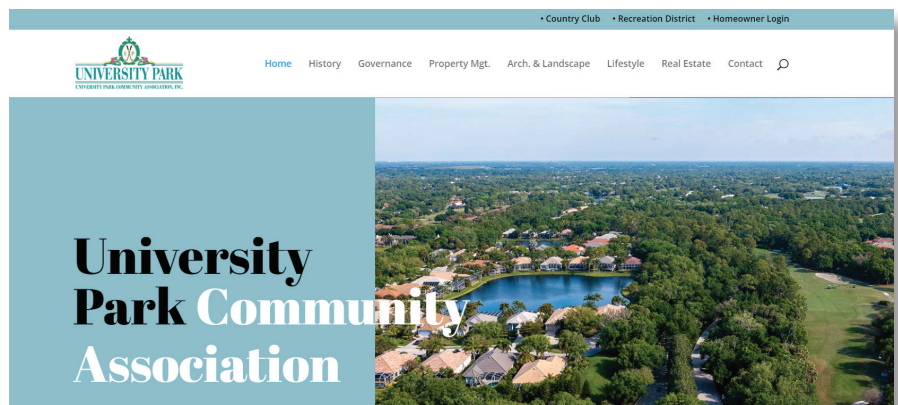 • Country Club • Recreation District • Homeowner Login
UNIVERSITY PARK
UNIVERSITY PARK COMMUNITY ASSOCIATION, INC.
Home History Governance Property Mgt. Arch. & Landscape Lifestyle Real Estate Contact
University
Park Community
Association